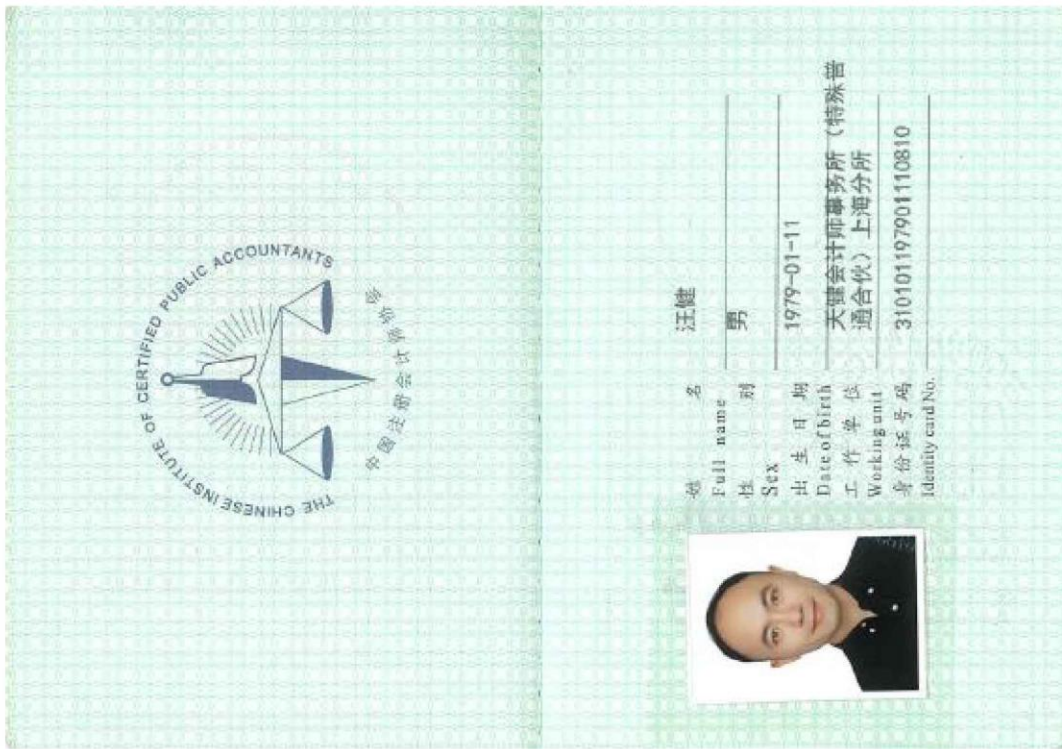 THE CHINESE INSTITUTE OF CERTIFIED PUBLIC ACCOUNTANTS
中国注册会计师协会
姓 名 汪健
Full name
性 别 男
Sex
出生日期 1979-01-11
Date of birth
工作单位 天健会计师事务所（特殊普
通合伙）上海分所
Working unit
身份证号码 310101197901110810
Identity card No.